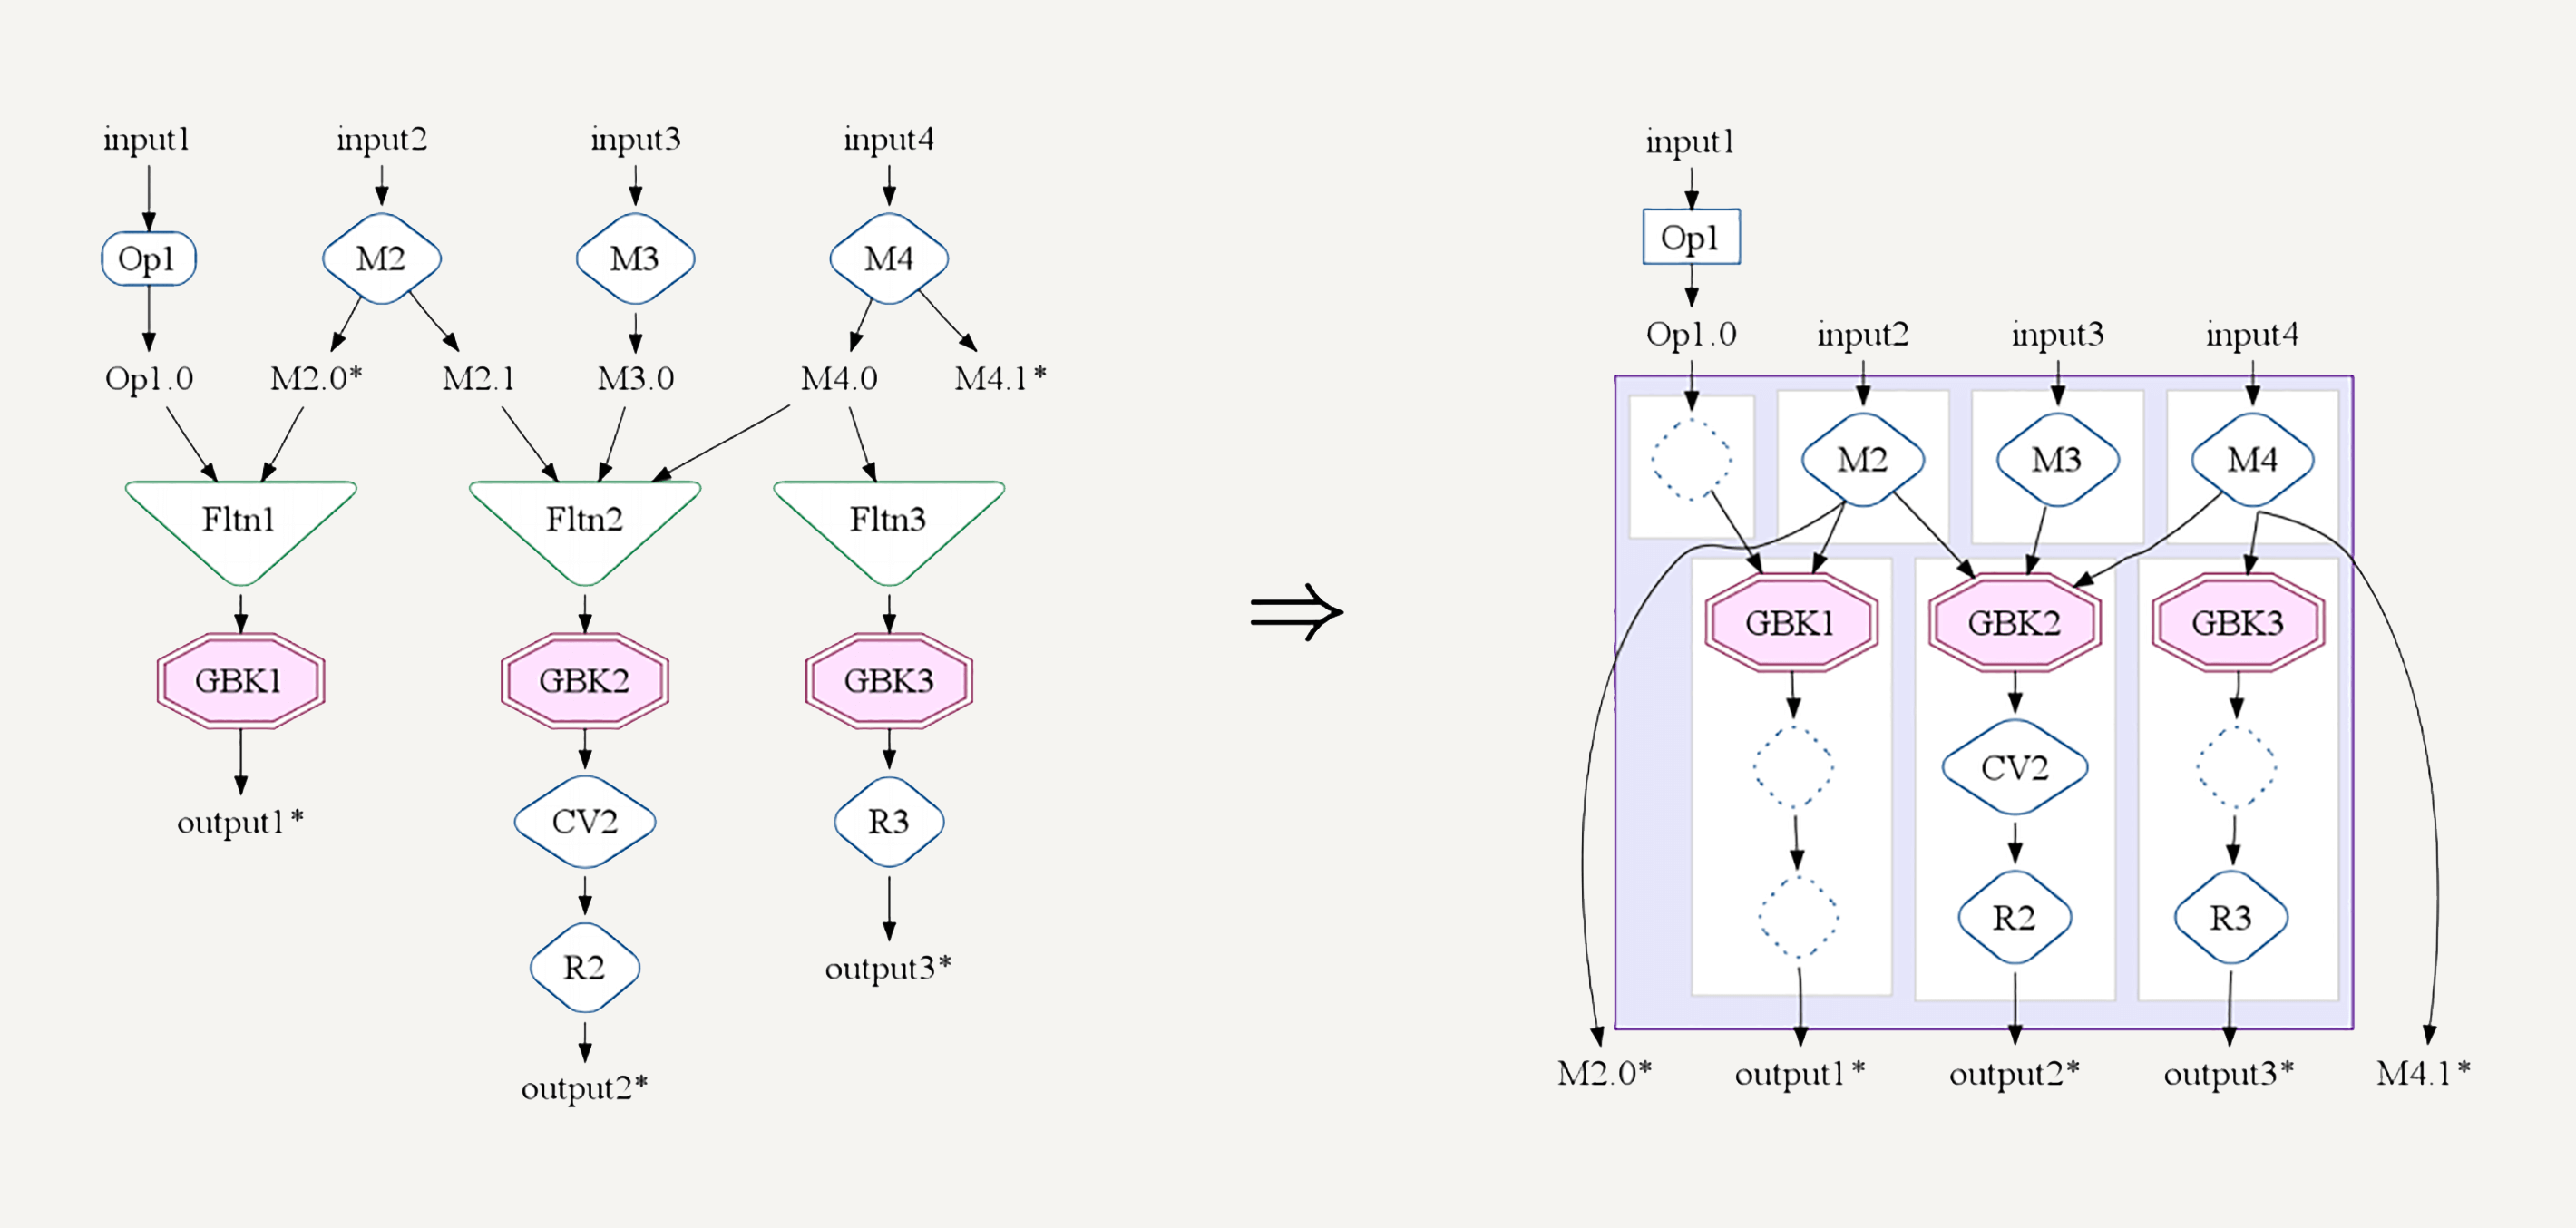 input1 input2 input3 input4
Op1 M2 M3 M4
Op1.0 M2.0* M2.1 M3.0 M4.0 M4.1*
Fltn1 Fltn2 Fltn3
GBK1 GBK2 GBK3
output1* CV2 R3
R2 output3*
output2*
⇒
input1
Op1
Op1.0 input2 input3 input4
M2 M3 M4
GBK1 GBK2 GBK3
CV2
R2 R3
M2.0* output1* output2* output3* M4.1*